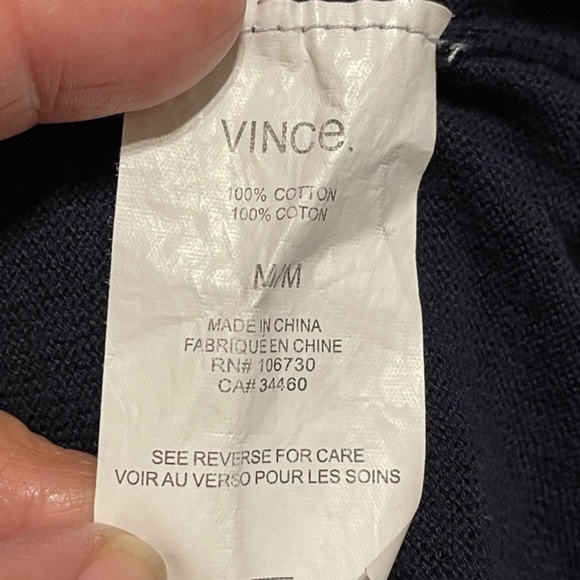 VINCe.
100% COTTON
100% COTON
M/M
MADE IN CHINA
FABRIQUÉ EN CHINE
RN# 106730
CA# 34460
SEE REVERSE FOR CARE
VOIR AU VERSO POUR LES SOINS